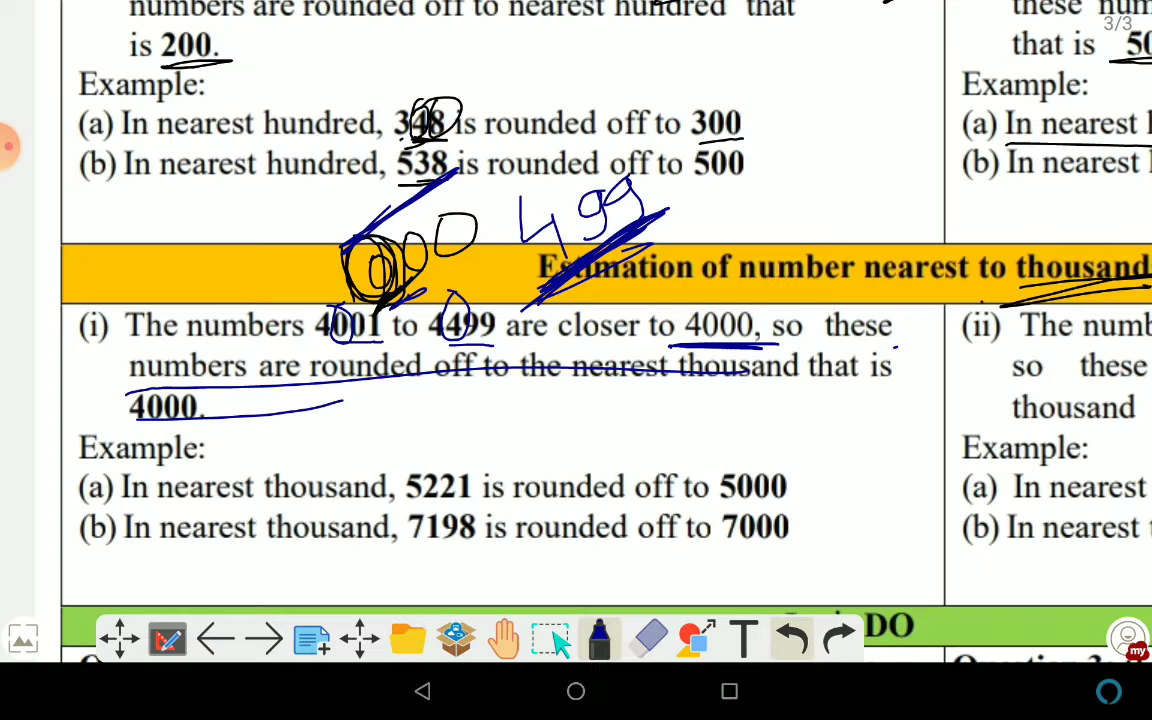 numbers are rounded off to nearest hundred that
is 200.
Example:
(a) In nearest hundred, 348 is rounded off to 300
(b) In nearest hundred, 538 is rounded off to 500
these num
3/3
that is 50
Example:
(a) In nearest h
(b) In nearest
000 499
Estimation of number nearest to thousand
(i) The numbers 4001 to 4499 are closer to 4000, so these
numbers are rounded off to the nearest thousand that is
4000.
Example:
(a) In nearest thousand, 5221 is rounded off to 5000
(b) In nearest thousand, 7198 is rounded off to 7000
(ii) The numb
so these
thousand
Example:
(a) In nearest
(b) In nearest t
DO
T
my